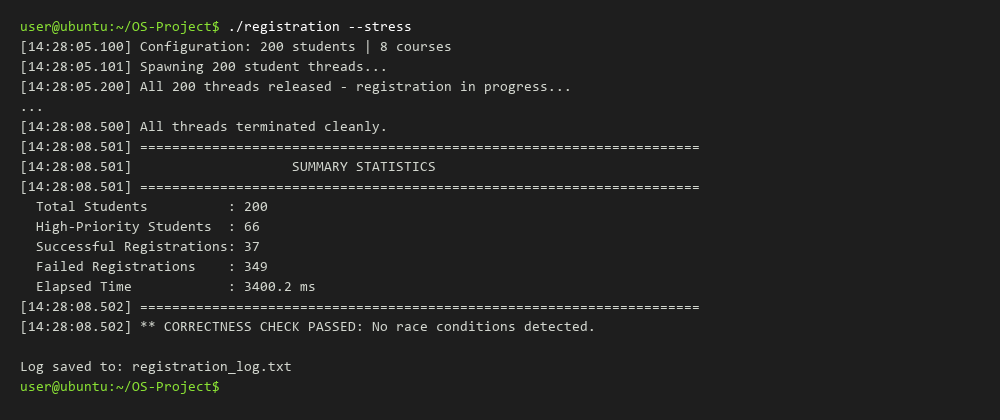 user@ubuntu:~/OS-Project$ ./registration --stress
[14:28:05.100] Configuration: 200 students | 8 courses
[14:28:05.101] Spawning 200 student threads...
[14:28:05.200] All 200 threads released - registration in progress...
...
[14:28:08.500] All threads terminated cleanly.
[14:28:08.501] ======================================================================
[14:28:08.501]                    SUMMARY STATISTICS
[14:28:08.501] ======================================================================
  Total Students          : 200
  High-Priority Students  : 66
  Successful Registrations: 37
  Failed Registrations    : 349
  Elapsed Time            : 3400.2 ms
[14:28:08.502] ======================================================================
[14:28:08.502] ** CORRECTNESS CHECK PASSED: No race conditions detected.
Log saved to: registration_log.txt
user@ubuntu:~/OS-Project$